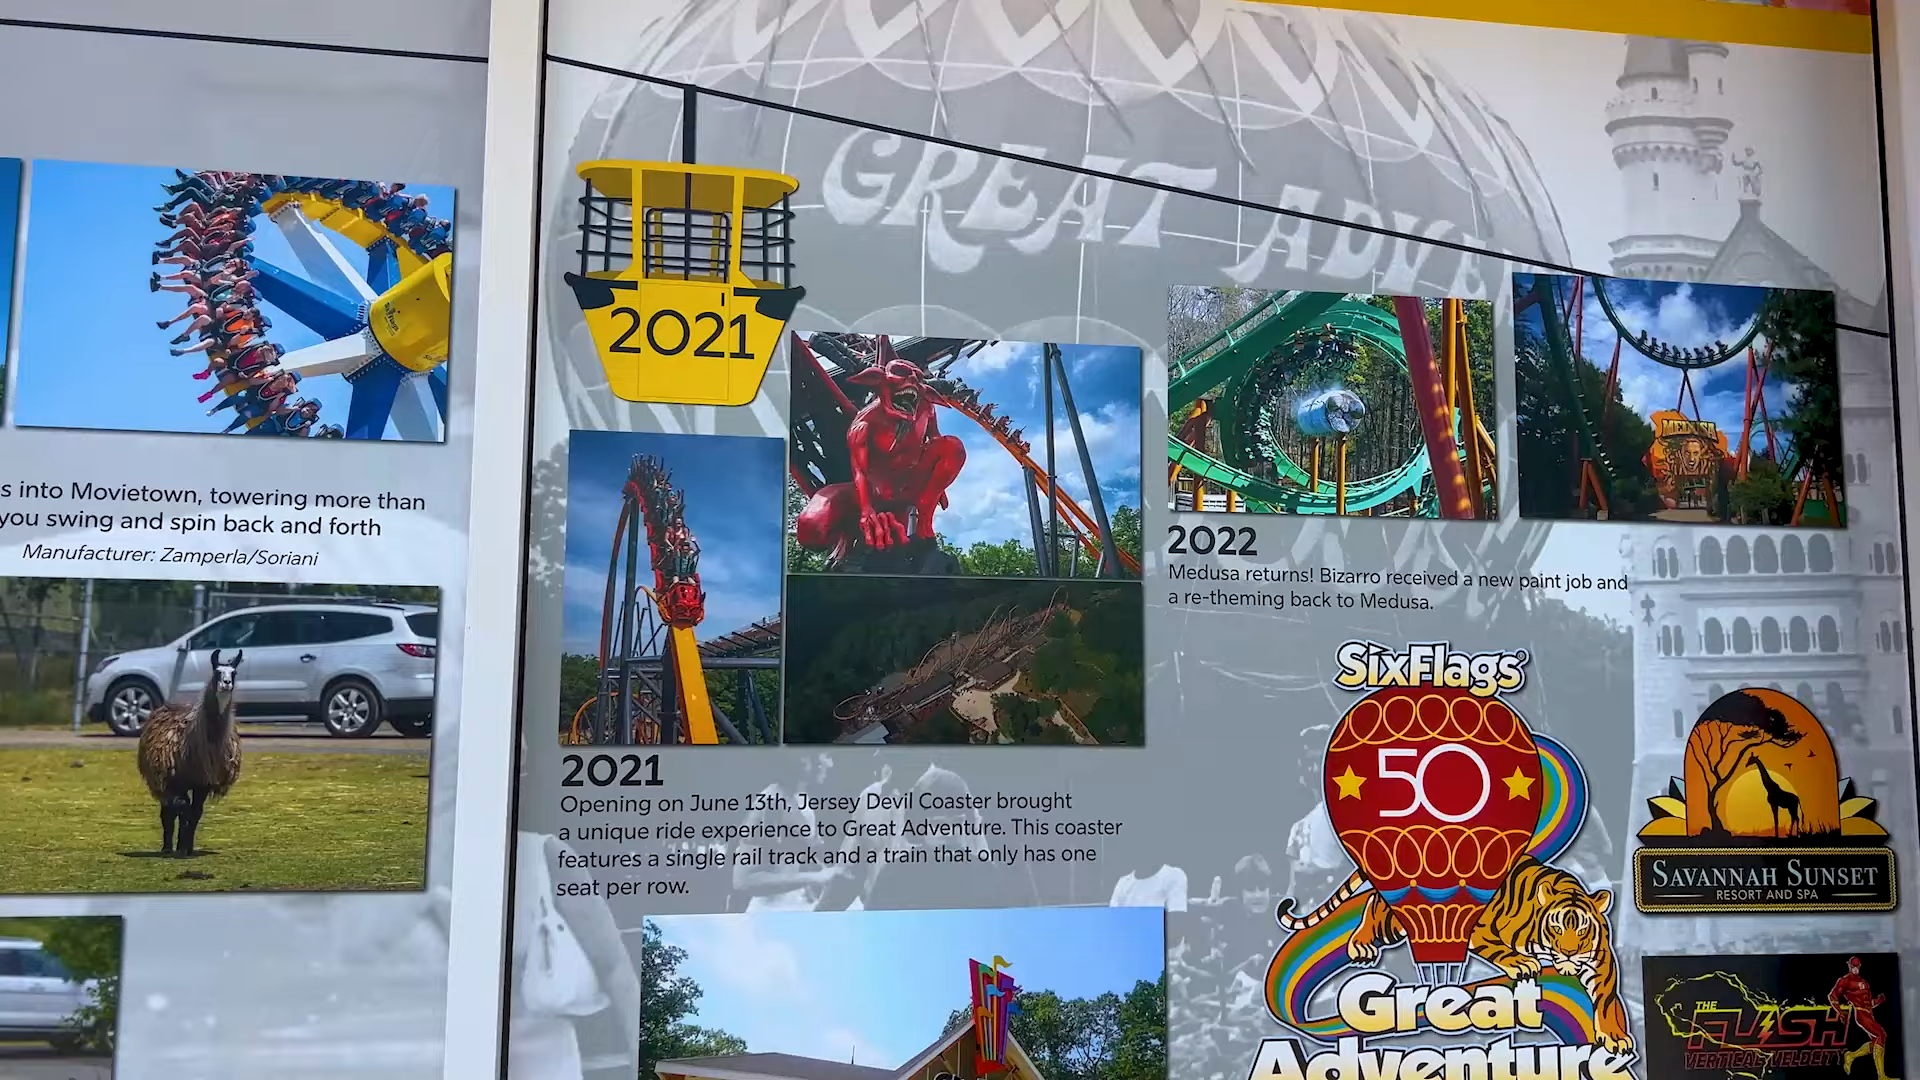 s into Movietown, towering more than
you swing and spin back and forth
Manufacturer: Zamperla/Soriani
GREAT ADVE
2021
MEDUSA
2021
Opening on June 13th, Jersey Devil Coaster brought
a unique ride experience to Great Adventure. This coaster
features a single rail track and a train that only has one
seat per row.
2022
Medusa returns! Bizarro received a new paint job and
a re-theming back to Medusa.
SixFlags
50
Great
Adventure
SAVANNAH SUNSET
RESORT AND SPA
THE
FLASH
VERTICAL VELOCITY